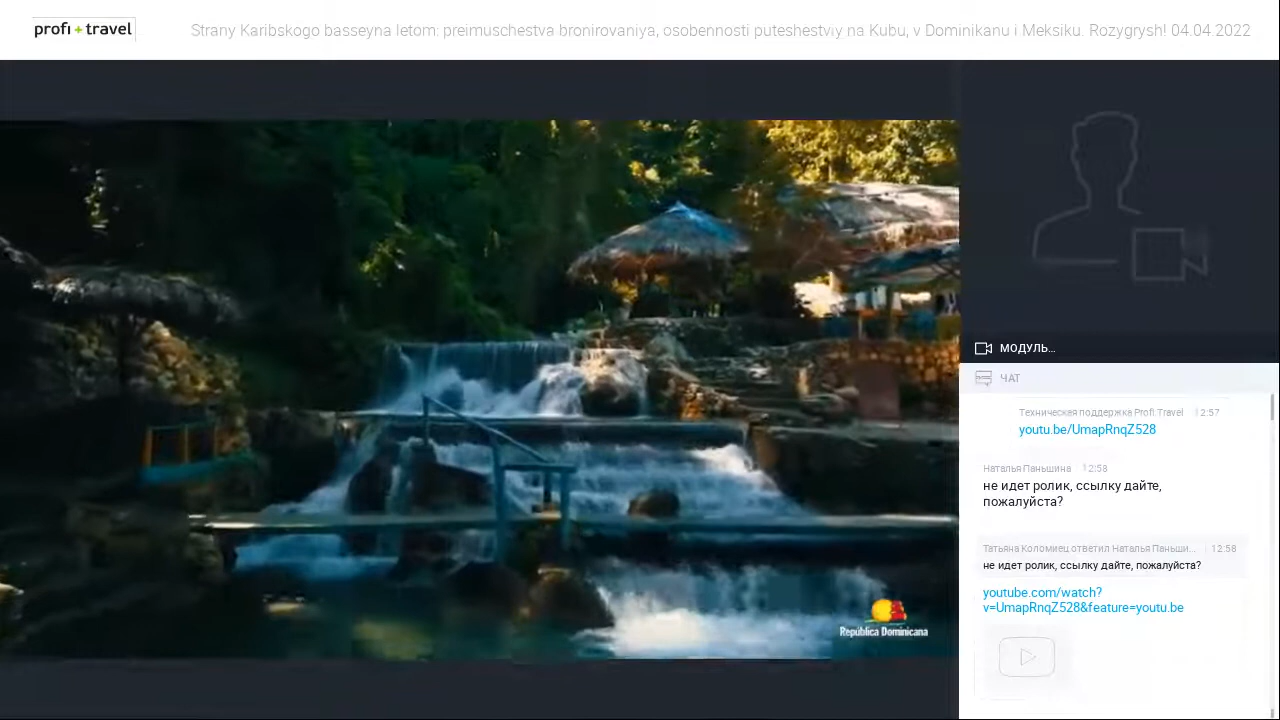 profi + travel
Strany Karibskogo basseyna letom: preimuschestva bronirovaniya, osobennosti puteshestviy na Kubu, v Dominikanu i Meksiku. Rozygrysh! 04.04.2022
МОДУЛЬ...
ЧАТ
Техническая поддержка Profi.Travel 12:57
youtu.be/UmapRnqZ528
Наталья Паньшина 12:58
не идет ролик, ссылку дайте,
пожалуйста?
Татьяна Коломиец ответил Наталья Паньши... 12:58
не идет ролик, ссылку дайте, пожалуйста?
youtube.com/watch?
v=UmapRnqZ528&feature=youtu.be
República Dominicana